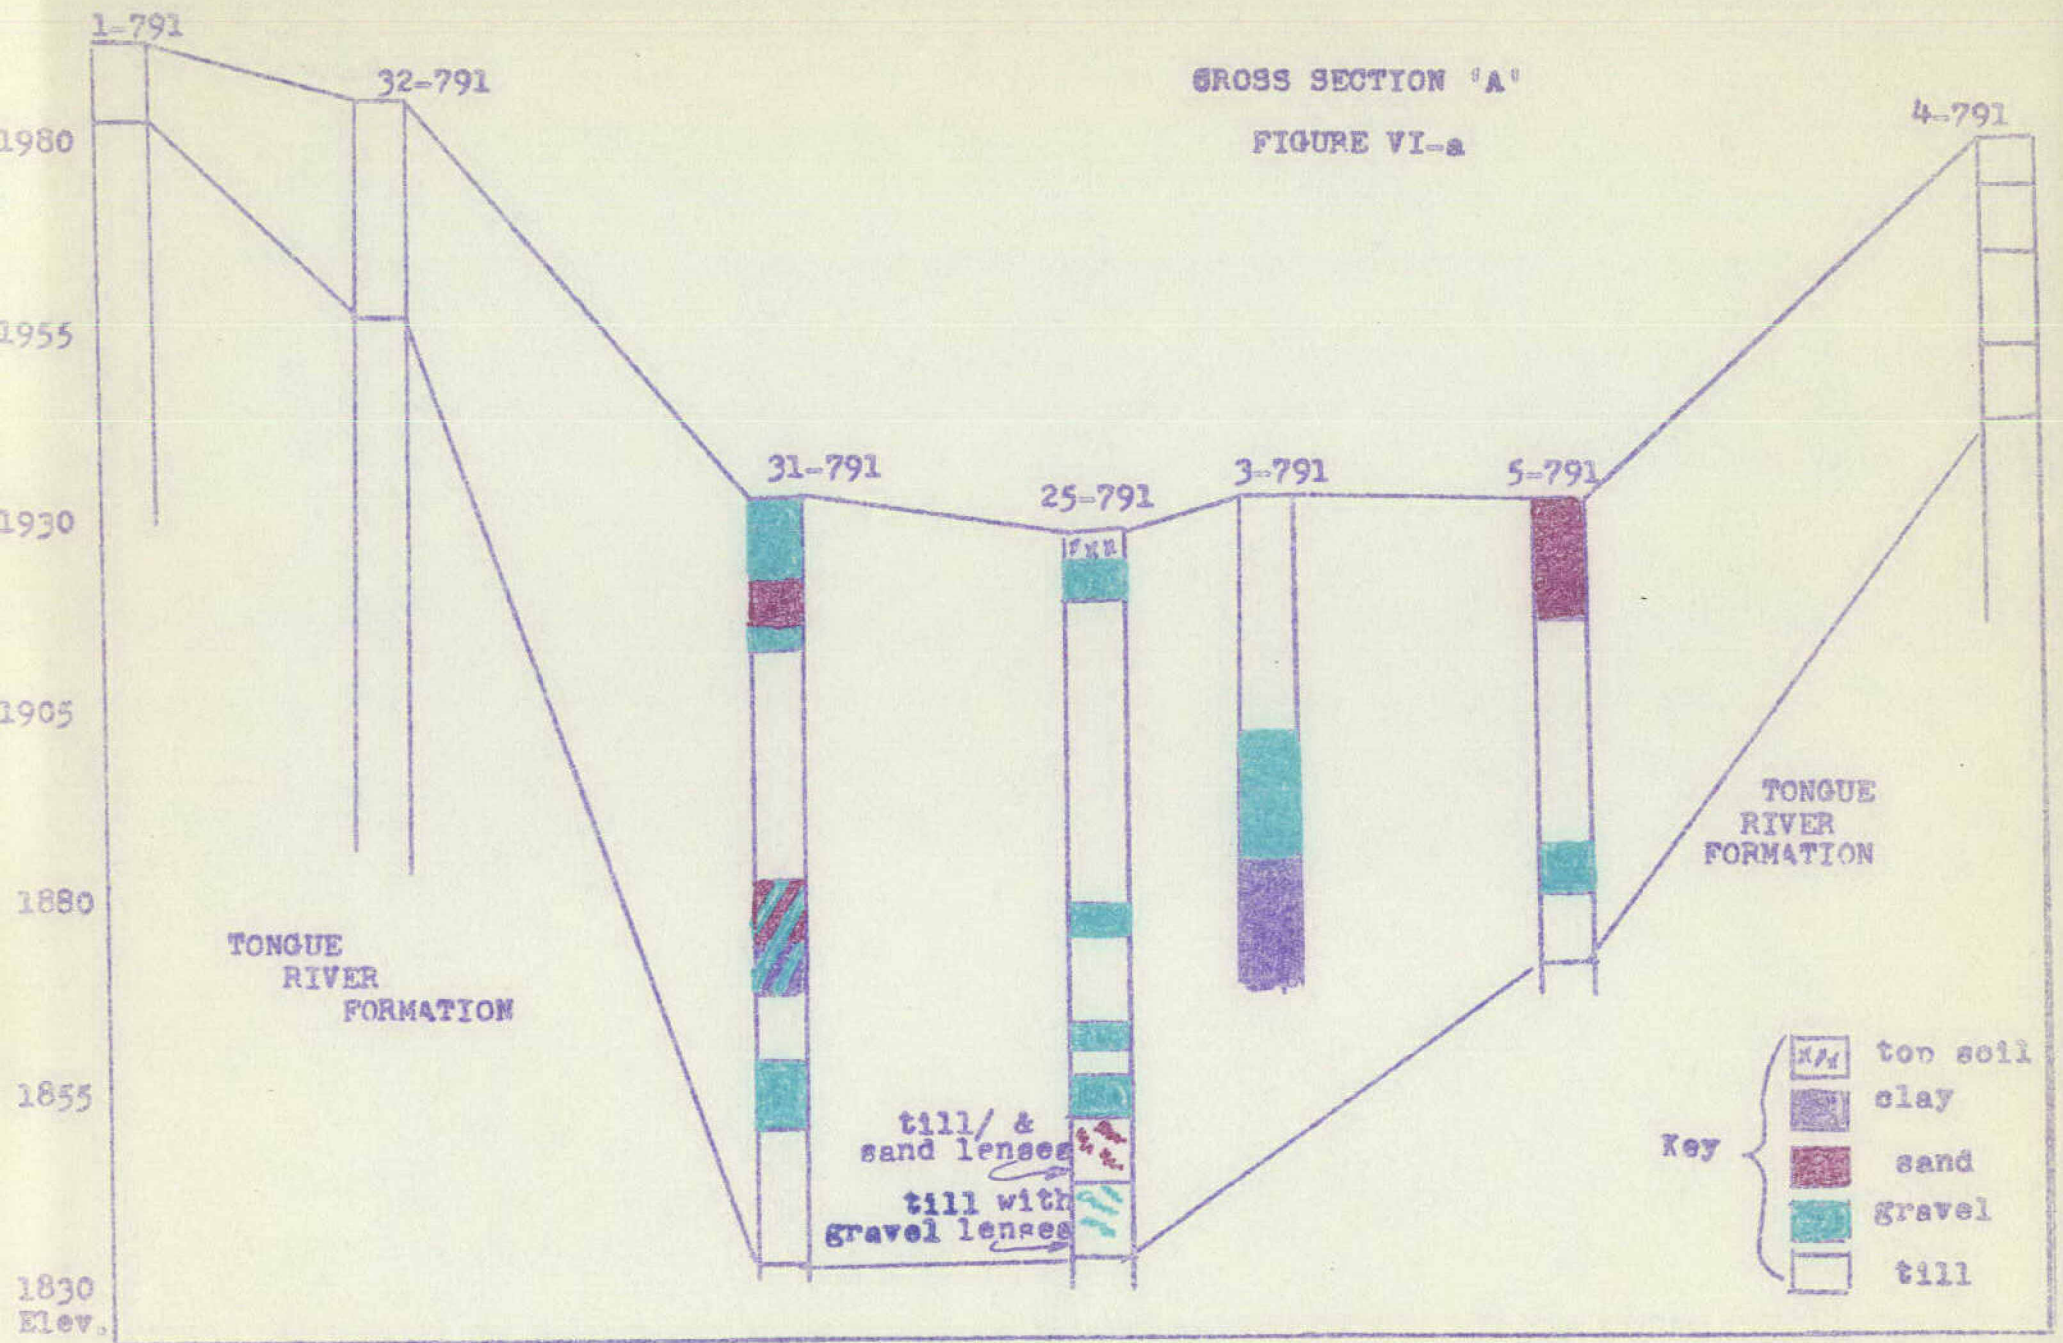 1-791
32-791
GROSS SECTION 'A'
FIGURE VI-a
4-791
1980
1955
31-791
25-791
3-791
5-791
1930
1905
TONGUE
RIVER
FORMATION
1880
TONGUE
RIVER
FORMATION
1855
till/ &
sand lenses
till with
gravel lenses
Key
top soil
clay
sand
gravel
till
1830
Elev.